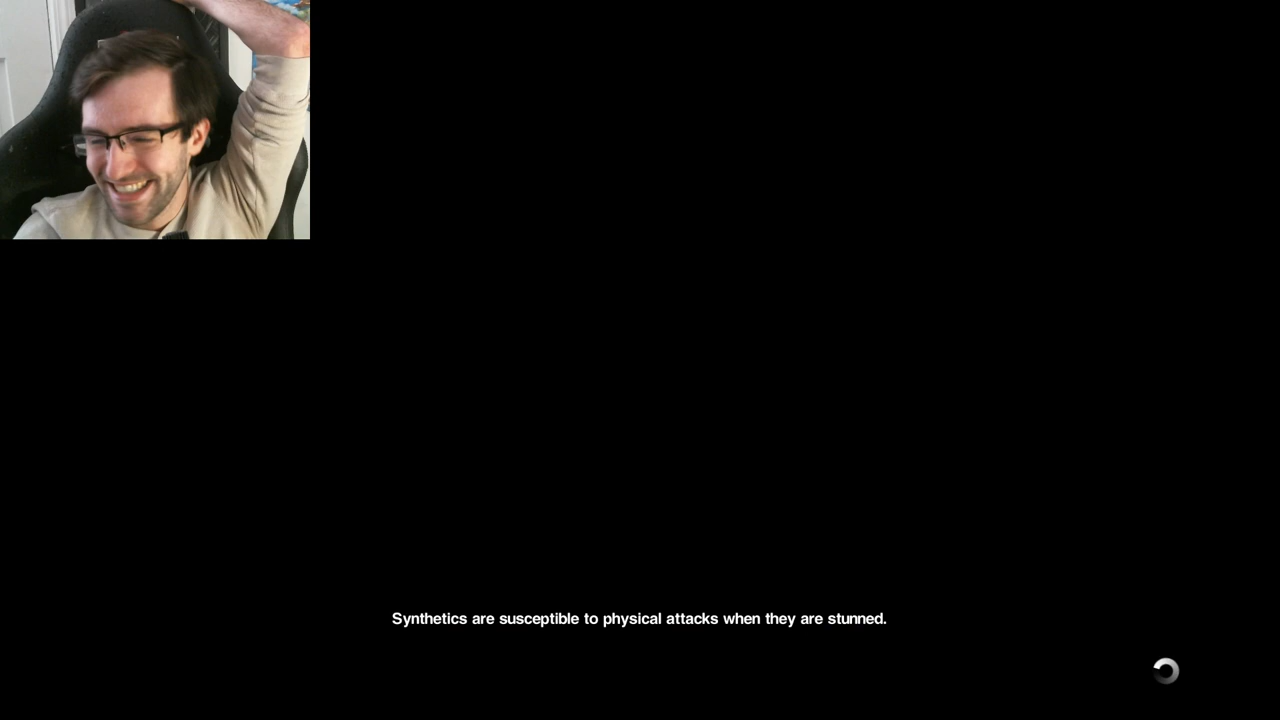 Synthetics are susceptible to physical attacks when they are stunned.